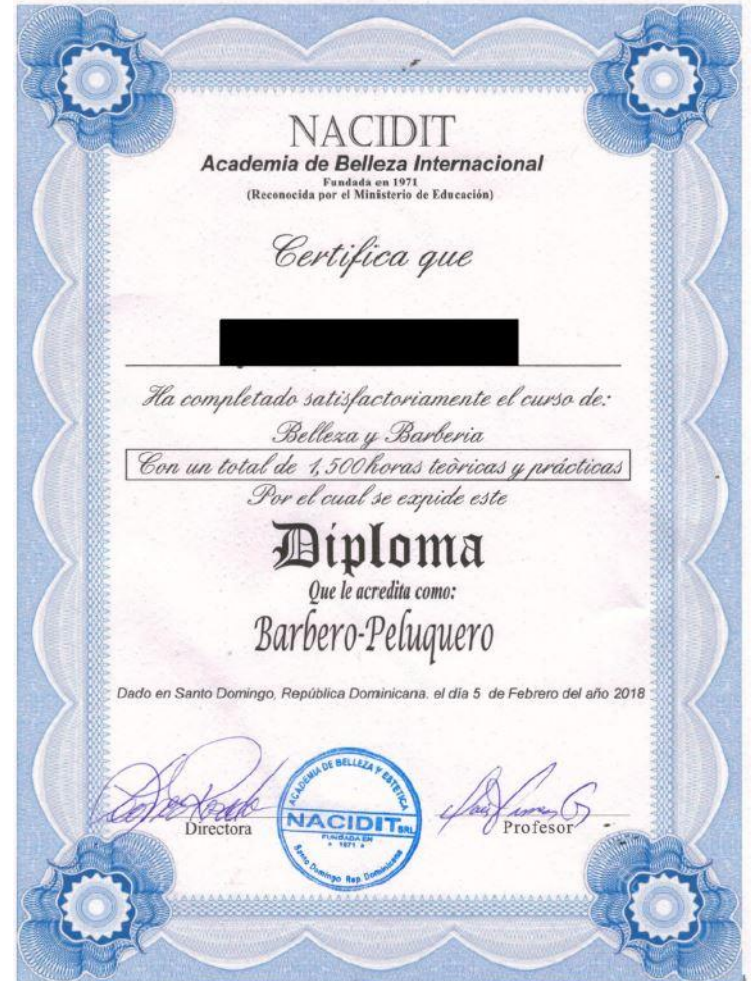 NACIDIT
Academia de Belleza Internacional
Fundada en 1971
(Reconocida por el Ministerio de Educación)
Certifica que
Ha completado satisfactoriamente el curso de:
Belleza y Barberia
Con un total de 1,500 horas teòricas y pràcticas
Por el cual se expide este
Diploma
Que le acredita como:
Barbero-Peluquero
Dado en Santo Domingo, República Dominicana. el día 5 de Febrero del año 2018
Directora
ACADEMIA DE BELLEZA Y ESTETICA
NACIDIT SRL
FUNDADA EN
1971
Santo Domingo Rep. Dominicana
Profesor